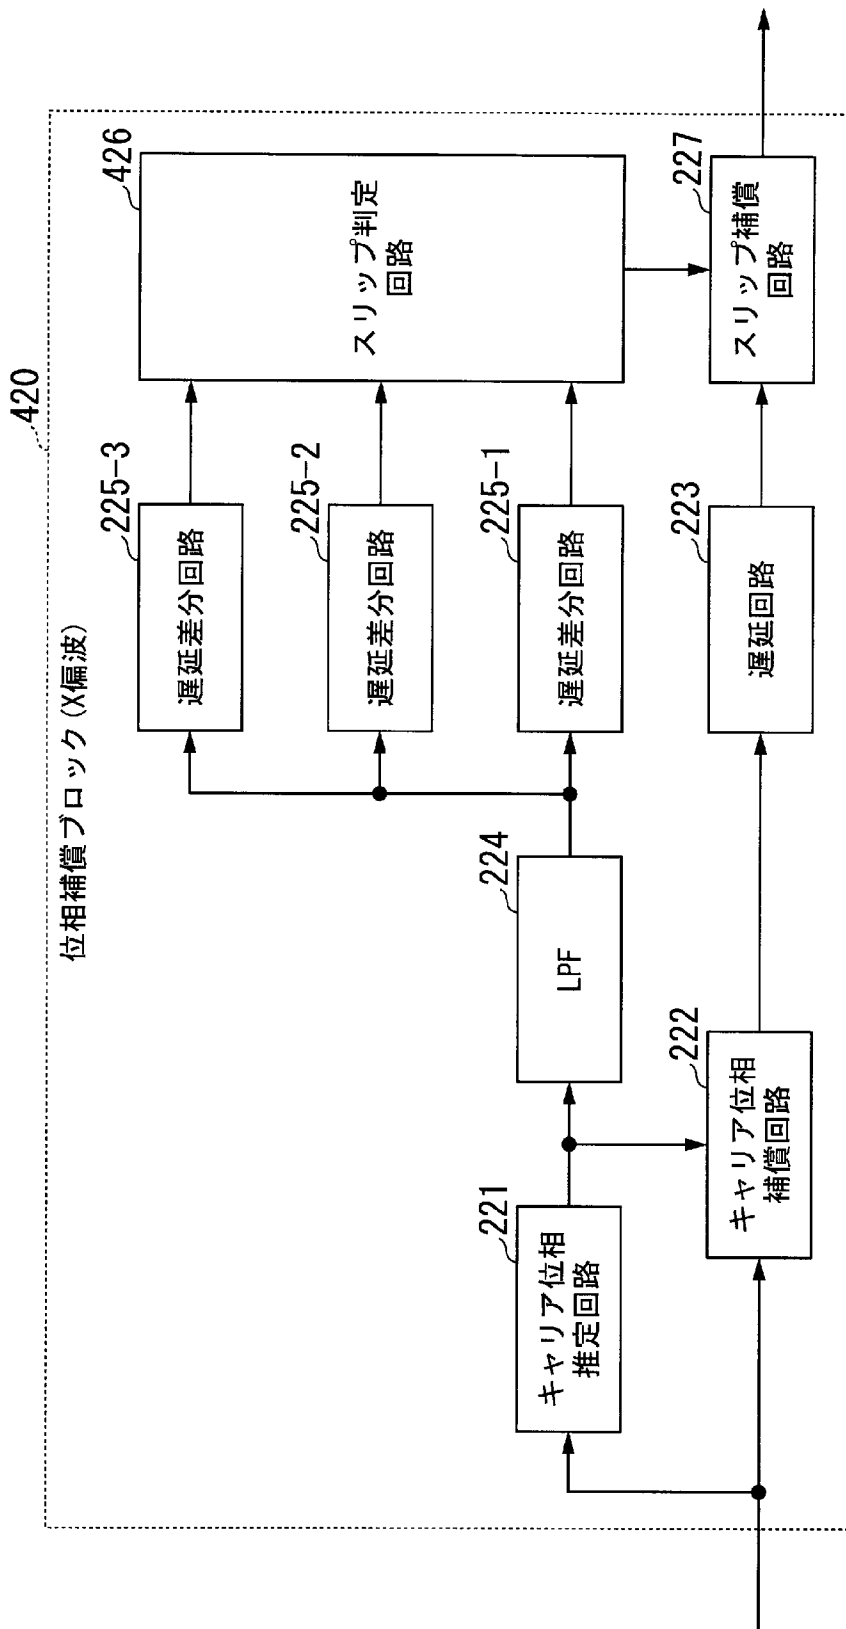 420
位相補償ブロック(X偏波)
225-3
遅延差分回路
426
スリップ判定
回路
225-2
遅延差分回路
221
キャリア位相
推定回路
224
LPF
225-1
遅延差分回路
222
キャリア位相
補償回路
223
遅延回路
227
スリップ補償
回路